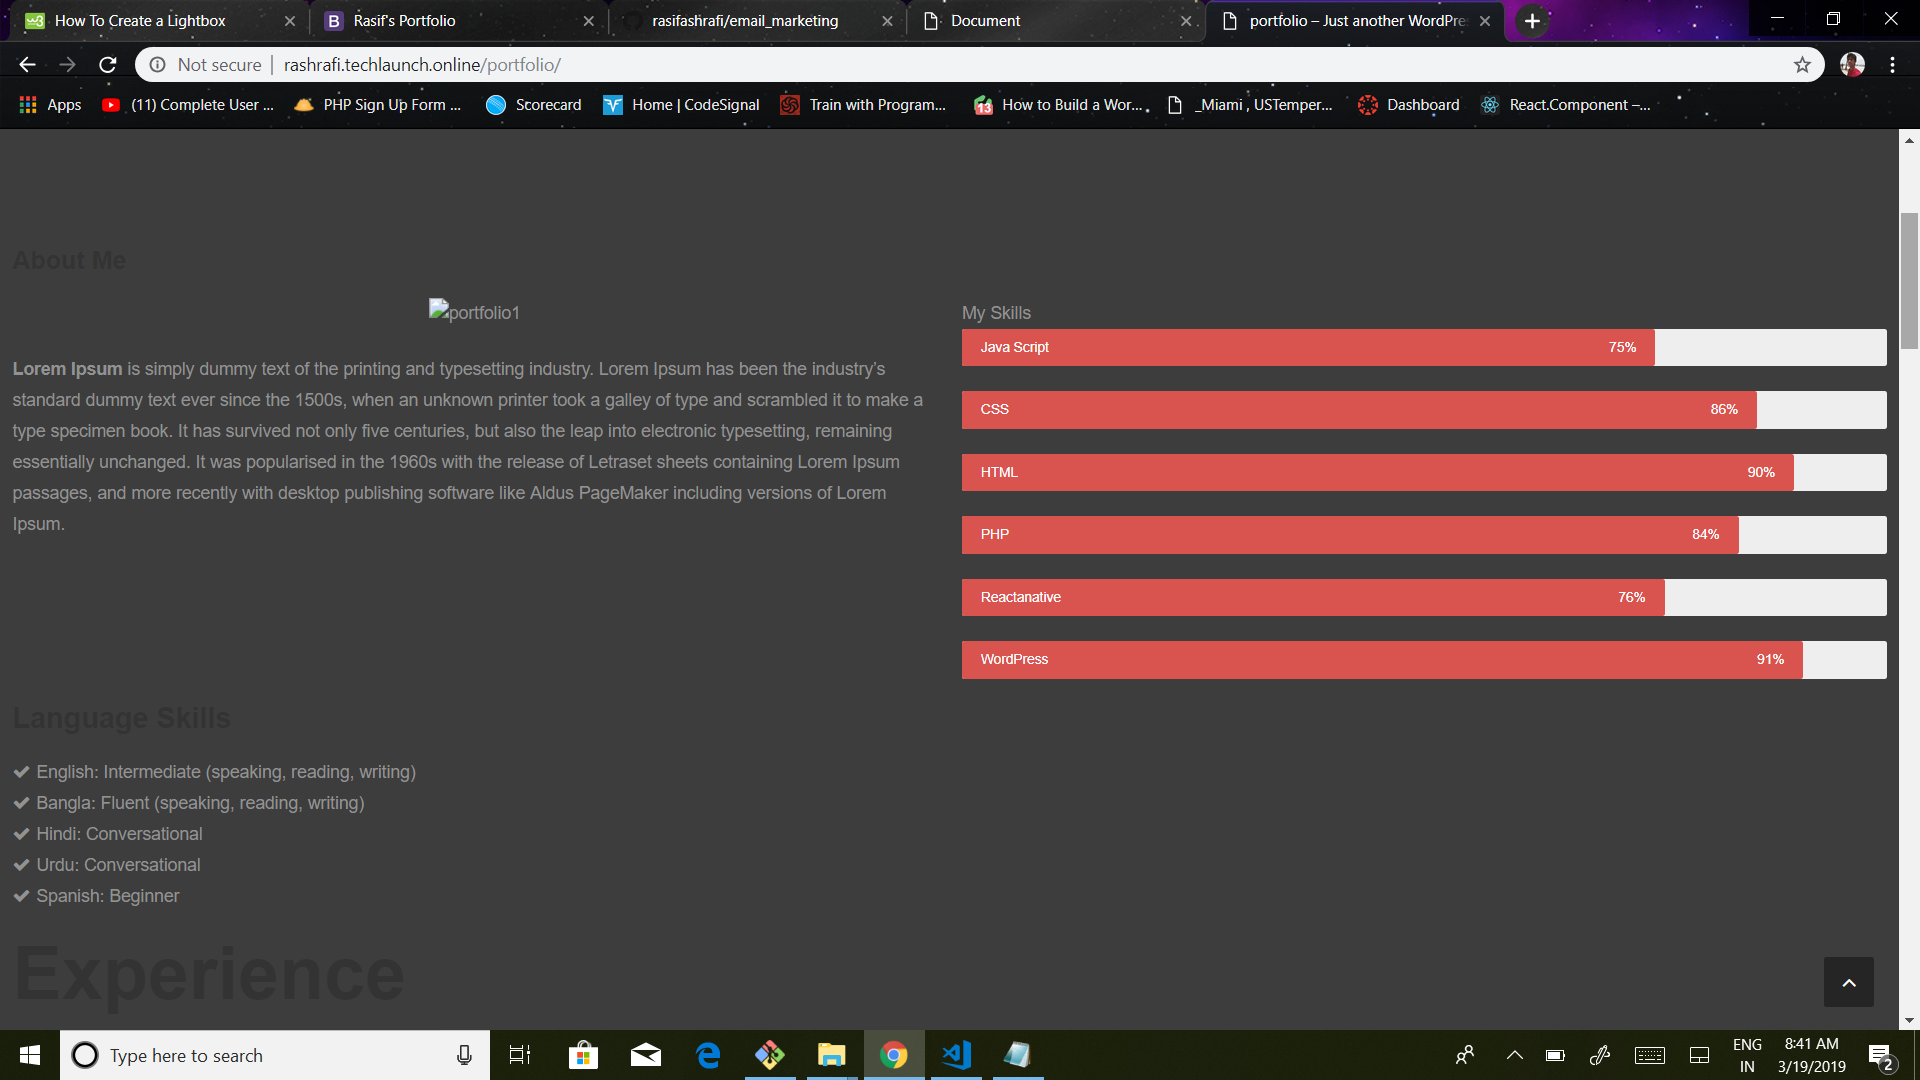 How To Create a Lightbox
Rasif's Portfolio
rasifashrafi/email_marketing
Document
portfolio – Just another WordPre
Not secure
rashrafi.techlaunch.online/portfolio/
Apps
(11) Complete User ...
PHP Sign Up Form ...
Scorecard
Home | CodeSignal
Train with Program...
How to Build a Wor...
_Miami , USTemper...
Dashboard
React.Component –...
About Me
portfolio1
Lorem Ipsum is simply dummy text of the printing and typesetting industry. Lorem Ipsum has been the industry's
standard dummy text ever since the 1500s, when an unknown printer took a galley of type and scrambled it to make a
type specimen book. It has survived not only five centuries, but also the leap into electronic typesetting, remaining
essentially unchanged. It was popularised in the 1960s with the release of Letraset sheets containing Lorem Ipsum
passages, and more recently with desktop publishing software like Aldus PageMaker including versions of Lorem
Ipsum.
My Skills
Java Script 75%
CSS 86%
HTML 90%
PHP 84%
Reactanative 76%
WordPress 91%
Language Skills
English: Intermediate (speaking, reading, writing)
Bangla: Fluent (speaking, reading, writing)
Hindi: Conversational
Urdu: Conversational
Spanish: Beginner
Experience
Type here to search
ENG
IN
8:41 AM
3/19/2019
2